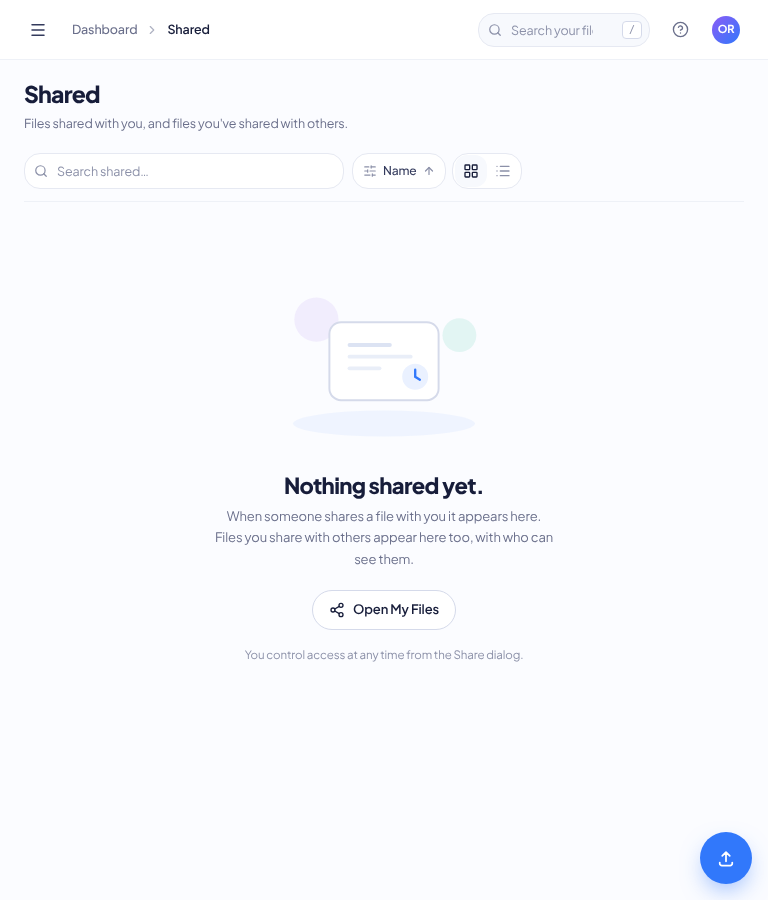 Dashboard
Shared
Search your fil
/
OR
Shared
Files shared with you, and files you've shared with others.
Search shared...
Name
Nothing shared yet.
When someone shares a file with you it appears here.
Files you share with others appear here too, with who can
see them.
Open My Files
You control access at any time from the Share dialog.